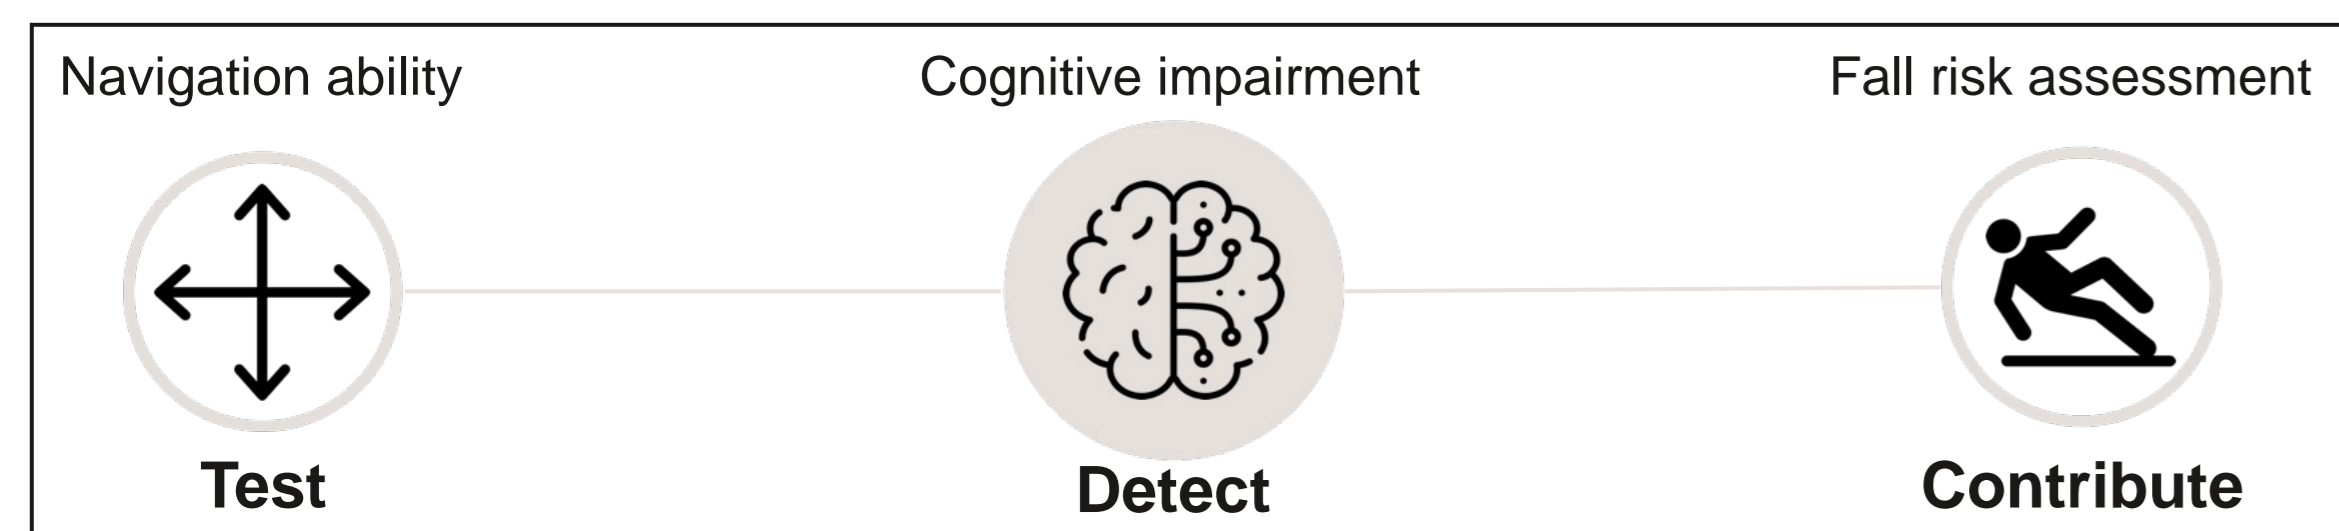 Navigation ability
Cognitive impairment
Fall risk assessment
Test
Detect
Contribute